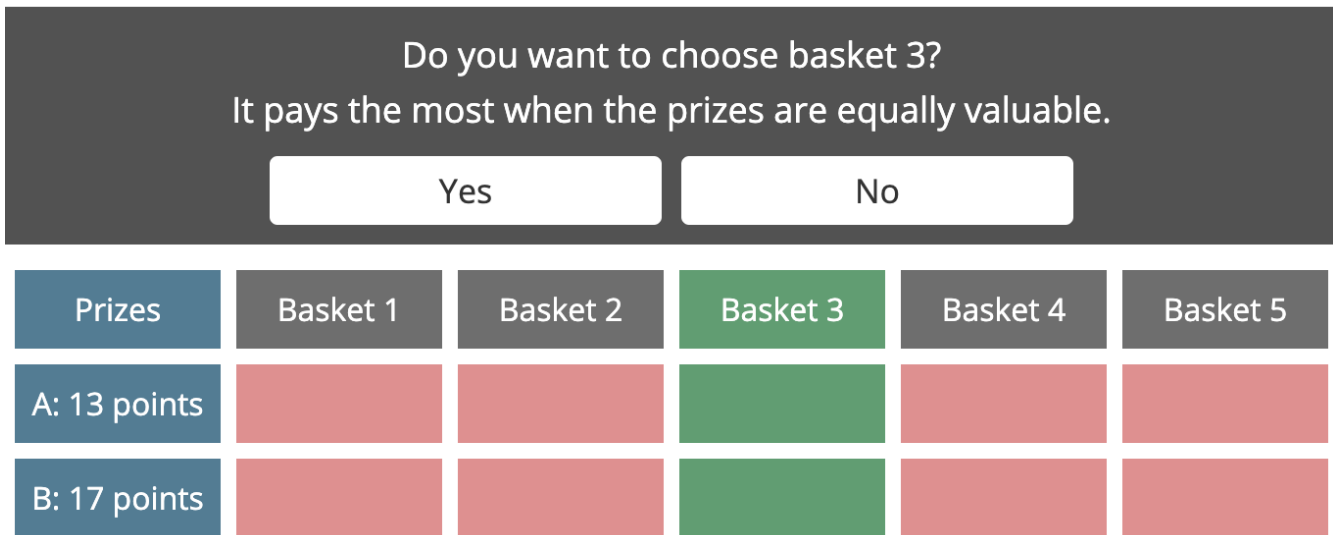 Do you want to choose basket 3?
It pays the most when the prizes are equally valuable.
Yes No
Prizes Basket 1 Basket 2 Basket 3 Basket 4 Basket 5
A: 13 points
B: 17 points